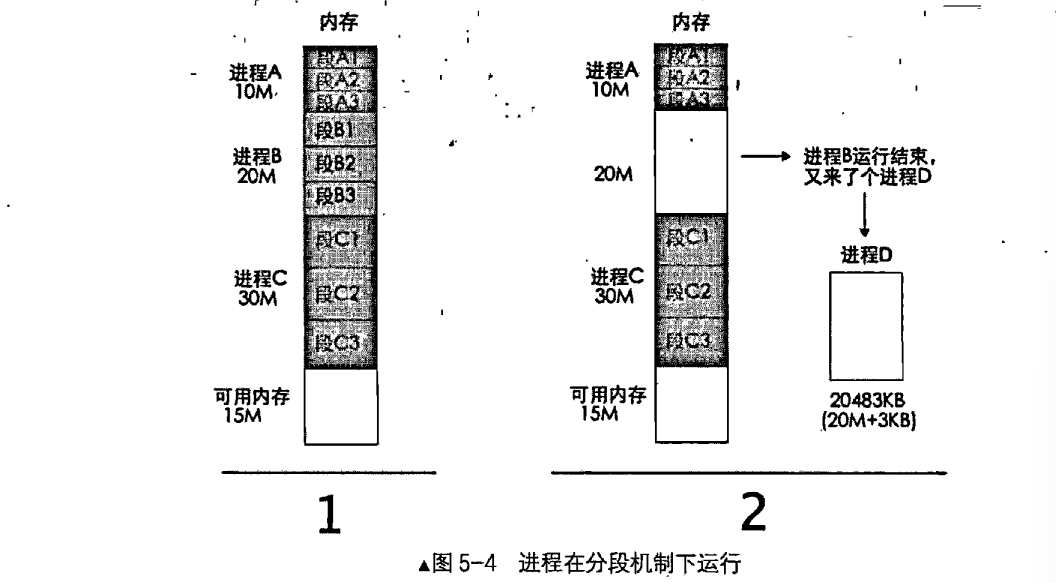 内存
段A1
进程A
10M
段A2
段A3
段B1
进程B
20M
段B2
段B3
段C1
进程C
30M
段C2
段C3
可用内存
15M
1
内存
段A1
进程A
10M
段A2
段A3
20M
进程B运行结束,
又来了个进程D
段C1
进程C
30M
段C2
段C3
可用内存
15M
进程D
20483KB
(20M+3KB)
2
▲图 5-4 进程在分段机制下运行